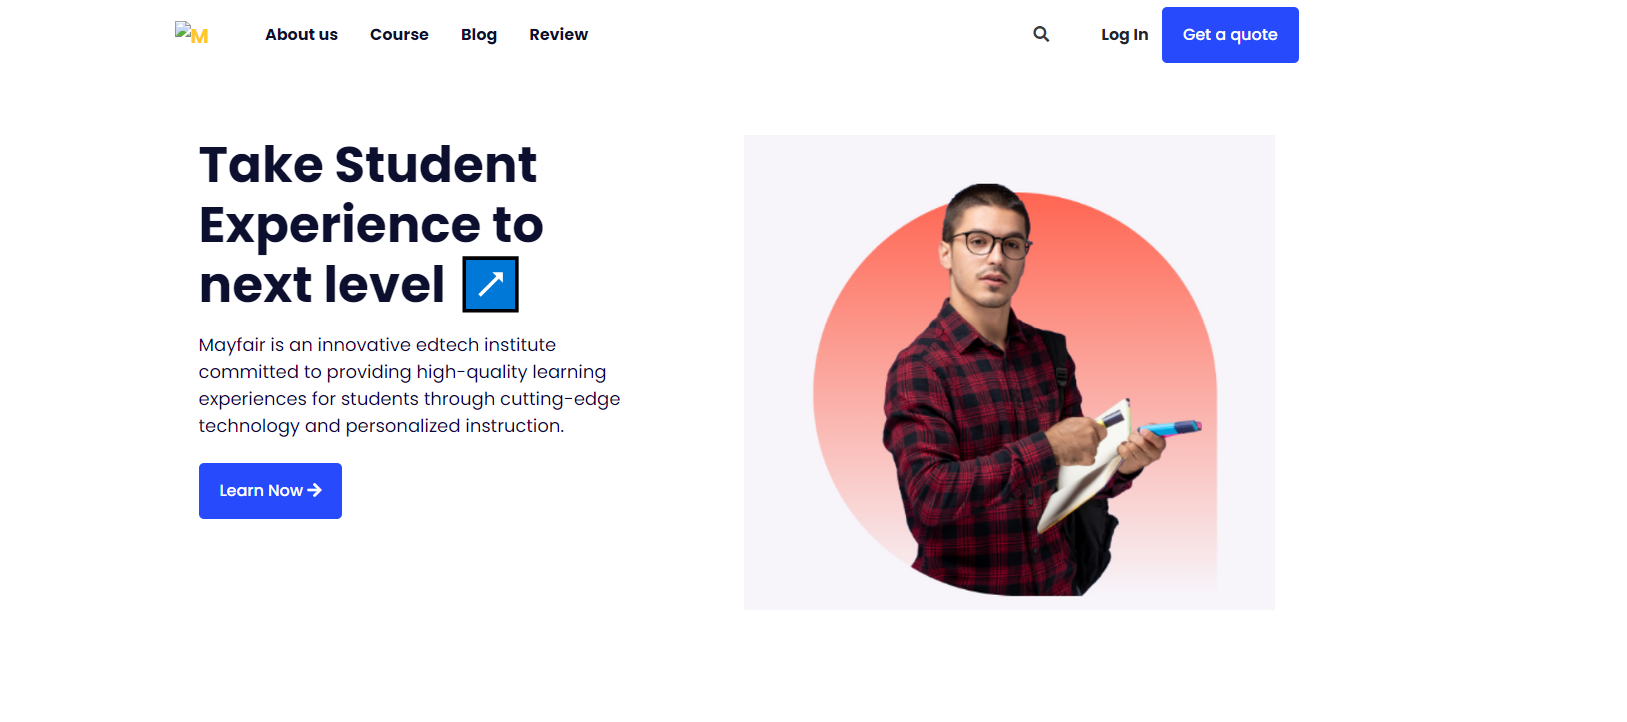 M
About us
Course
Blog
Review
Log In
Get a quote
Take Student
Experience to
next level ↗
Mayfair is an innovative edtech institute
committed to providing high-quality learning
experiences for students through cutting-edge
technology and personalized instruction.
Learn Now →